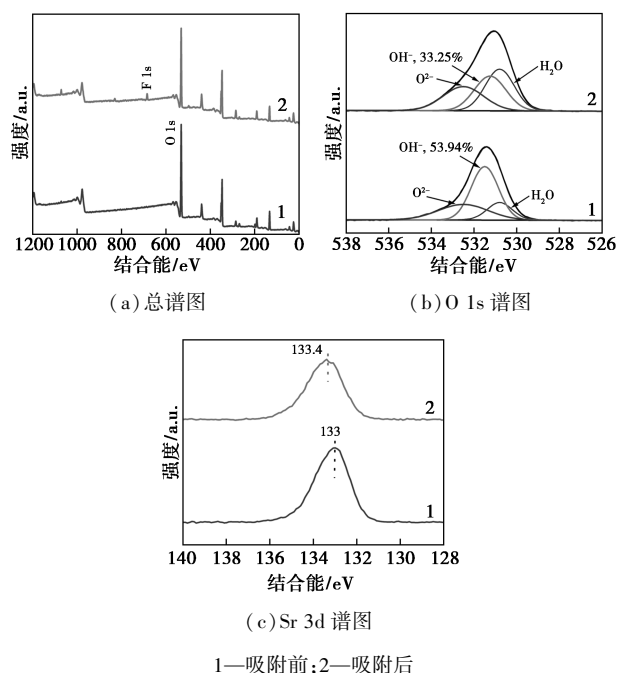 强度/a.u.
F 1s
O 1s
2
1
1200 1000 800 600 400 200 0
结合能/eV
(a)总谱图
强度/a.u.
OH⁻, 33.25%
O²⁻
H₂O
2
OH⁻, 53.94%
O²⁻
H₂O
1
538 536 534 532 530 528 526
结合能/eV
(b)O 1s 谱图
强度/a.u.
133.4
2
133
1
140 138 136 134 132 130 128
结合能/eV
(c)Sr 3d 谱图
1—吸附前;2—吸附后